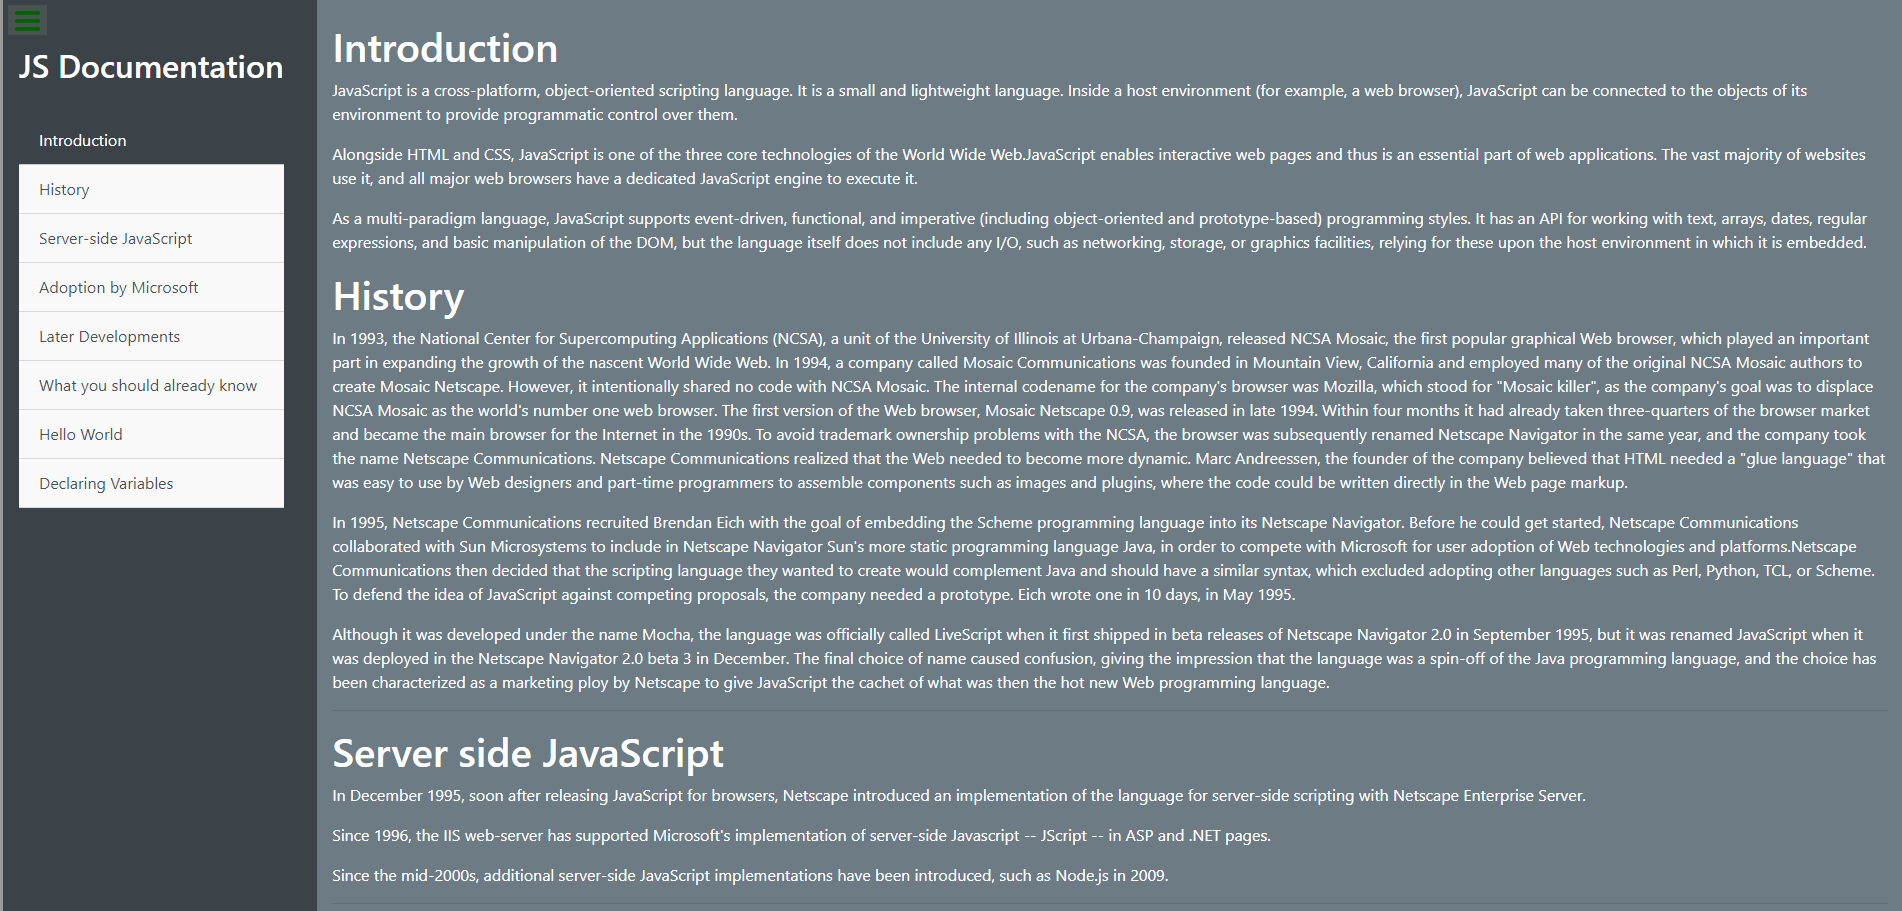 JS Documentation
Introduction
History
Server-side JavaScript
Adoption by Microsoft
Later Developments
What you should already know
Hello World
Declaring Variables
Introduction
JavaScript is a cross-platform, object-oriented scripting language. It is a small and lightweight language. Inside a host environment (for example, a web browser), JavaScript can be connected to the objects of its
environment to provide programmatic control over them.
Alongside HTML and CSS, JavaScript is one of the three core technologies of the World Wide Web.JavaScript enables interactive web pages and thus is an essential part of web applications. The vast majority of websites
use it, and all major web browsers have a dedicated JavaScript engine to execute it.
As a multi-paradigm language, JavaScript supports event-driven, functional, and imperative (including object-oriented and prototype-based) programming styles. It has an API for working with text, arrays, dates, regular
expressions, and basic manipulation of the DOM, but the language itself does not include any I/O, such as networking, storage, or graphics facilities, relying for these upon the host environment in which it is embedded.
History
In 1993, the National Center for Supercomputing Applications (NCSA), a unit of the University of Illinois at Urbana-Champaign, released NCSA Mosaic, the first popular graphical Web browser, which played an important
part in expanding the growth of the nascent World Wide Web. In 1994, a company called Mosaic Communications was founded in Mountain View, California and employed many of the original NCSA Mosaic authors to
create Mosaic Netscape. However, it intentionally shared no code with NCSA Mosaic. The internal codename for the company's browser was Mozilla, which stood for "Mosaic killer", as the company's goal was to displace
NCSA Mosaic as the world's number one web browser. The first version of the Web browser, Mosaic Netscape 0.9, was released in late 1994. Within four months it had already taken three-quarters of the browser market
and became the main browser for the Internet in the 1990s. To avoid trademark ownership problems with the NCSA, the browser was subsequently renamed Netscape Navigator in the same year, and the company took
the name Netscape Communications. Netscape Communications realized that the Web needed to become more dynamic. Marc Andreessen, the founder of the company believed that HTML needed a "glue language" that
was easy to use by Web designers and part-time programmers to assemble components such as images and plugins, where the code could be written directly in the Web page markup.
In 1995, Netscape Communications recruited Brendan Eich with the goal of embedding the Scheme programming language into its Netscape Navigator. Before he could get started, Netscape Communications
collaborated with Sun Microsystems to include in Netscape Navigator Sun's more static programming language Java, in order to compete with Microsoft for user adoption of Web technologies and platforms.Netscape
Communications then decided that the scripting language they wanted to create would complement Java and should have a similar syntax, which excluded adopting other languages such as Perl, Python, TCL, or Scheme.
To defend the idea of JavaScript against competing proposals, the company needed a prototype. Eich wrote one in 10 days, in May 1995.
Although it was developed under the name Mocha, the language was officially called LiveScript when it first shipped in beta releases of Netscape Navigator 2.0 in September 1995, but it was renamed JavaScript when it
was deployed in the Netscape Navigator 2.0 beta 3 in December. The final choice of name caused confusion, giving the impression that the language was a spin-off of the Java programming language, and the choice has
been characterized as a marketing ploy by Netscape to give JavaScript the cachet of what was then the hot new Web programming language.
Server side JavaScript
In December 1995, soon after releasing JavaScript for browsers, Netscape introduced an implementation of the language for server-side scripting with Netscape Enterprise Server.
Since 1996, the IIS web-server has supported Microsoft's implementation of server-side Javascript -- JScript -- in ASP and .NET pages.
Since the mid-2000s, additional server-side JavaScript implementations have been introduced, such as Node.js in 2009.